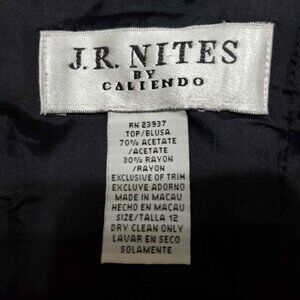 J.R. NITES
BY
CALIENDO
RN 23937
TOP/BLUSA
70% ACETATE
/ACETATE
30% RAYON
/RAYON
EXCLUSIVE OF TRIM
EXCLUYE ADORNO
MADE IN MACAU
HECHO EN MACAU
SIZE/TALLA 12
DRY CLEAN ONLY
LAVAR EN SECO
SOLAMENTE